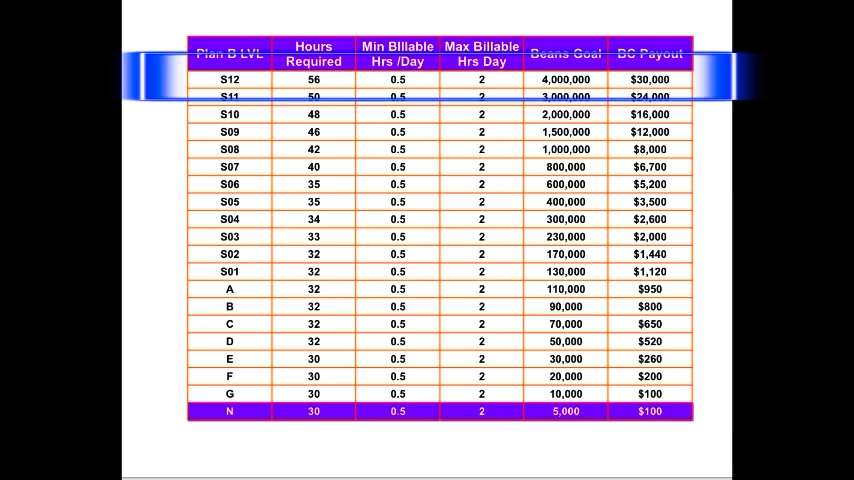 Plan B LVL Hours Required Min BIllable Hrs /Day Max Billable Hrs Day Beans Goal BC Payout
S12 56 0.5 2 4,000,000 $30,000
S11 50 0.5 2 3,000,000 $24,000
S10 48 0.5 2 2,000,000 $16,000
S09 46 0.5 2 1,500,000 $12,000
S08 42 0.5 2 1,000,000 $8,000
S07 40 0.5 2 800,000 $6,700
S06 35 0.5 2 600,000 $5,200
S05 35 0.5 2 400,000 $3,500
S04 34 0.5 2 300,000 $2,600
S03 33 0.5 2 230,000 $2,000
S02 32 0.5 2 170,000 $1,440
S01 32 0.5 2 130,000 $1,120
A 32 0.5 2 110,000 $950
B 32 0.5 2 90,000 $800
C 32 0.5 2 70,000 $650
D 32 0.5 2 50,000 $520
E 30 0.5 2 30,000 $260
F 30 0.5 2 20,000 $200
G 30 0.5 2 10,000 $100
N 30 0.5 2 5,000 $100